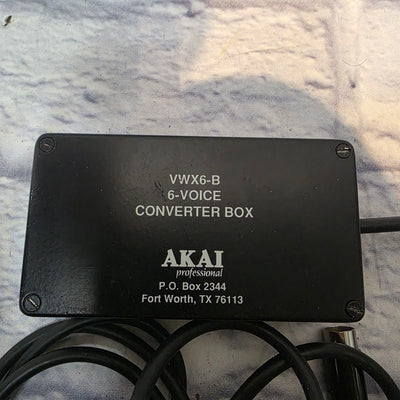 VWX6-B
6-VOICE
CONVERTER BOX
AKAI
professional
P.O. Box 2344
Fort Worth, TX 76113